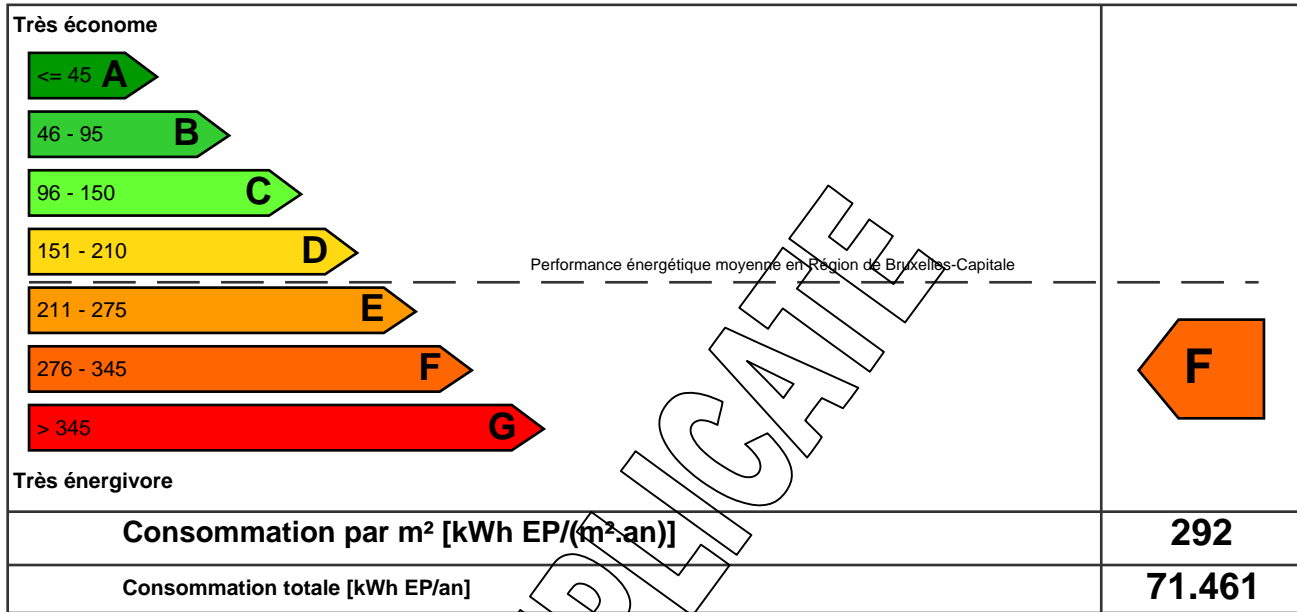 Très économe
<= 45 A
46 - 95 B
96 - 150 C
151 - 210 D
Performance énergétique moyenne en Région de Bruxelles-Capitale
211 - 275 E
276 - 345 F
F
> 345 G
Très énergivore
Consommation par m² [kWh EP/(m².an)] 292
Consommation totale [kWh EP/an] 71.461